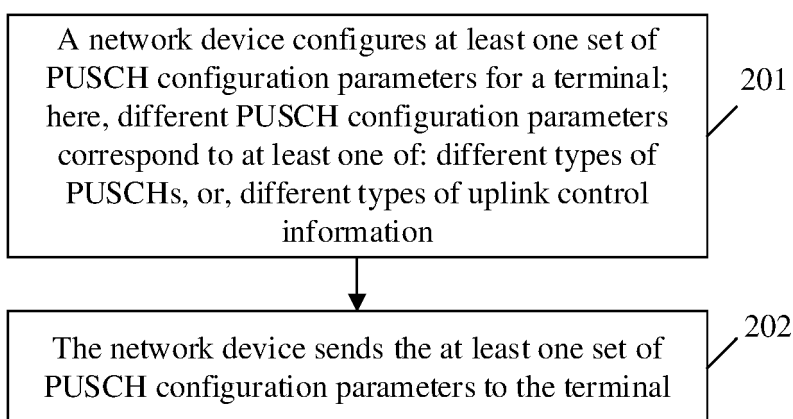 A network device configures at least one set of
PUSCH configuration parameters for a terminal;
here, different PUSCH configuration parameters
correspond to at least one of: different types of
PUSCHs, or, different types of uplink control
information
201
The network device sends the at least one set of
PUSCH configuration parameters to the terminal
202